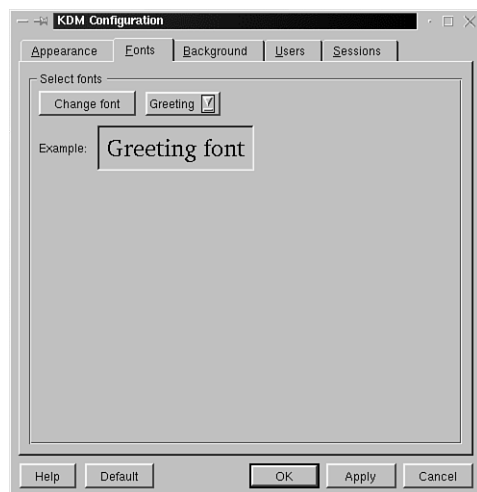 KDM Configuration
Appearance Fonts Background Users Sessions
Select fonts
Change font Greeting
Example: Greeting font
Help Default OK Apply Cancel